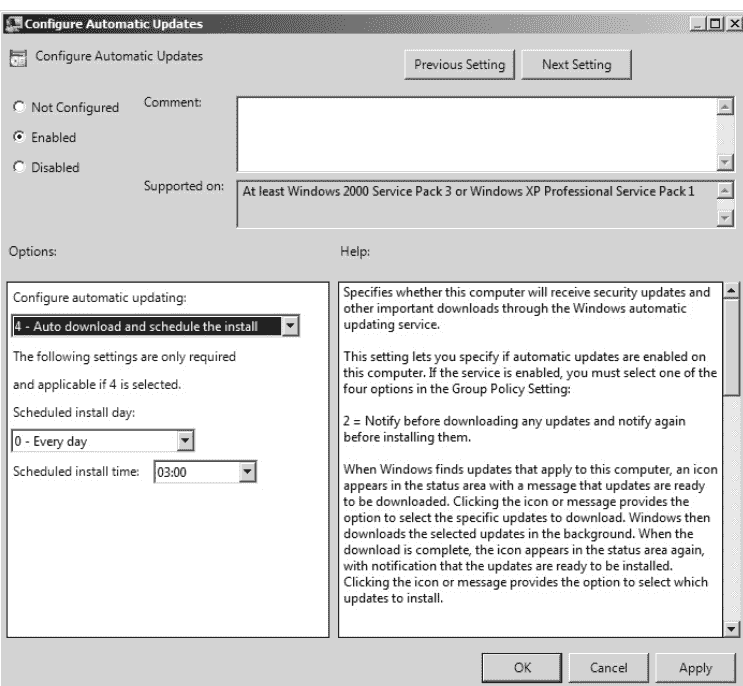 Configure Automatic Updates
Configure Automatic Updates
Previous Setting
Next Setting
Not Configured
Enabled
Disabled
Comment:
Supported on:
At least Windows 2000 Service Pack 3 or Windows XP Professional Service Pack 1
Options:
Help:
Configure automatic updating:
4 - Auto download and schedule the install
The following settings are only required
and applicable if 4 is selected.
Scheduled install day:
0 - Every day
Scheduled install time: 03:00
Specifies whether this computer will receive security updates and
other important downloads through the Windows automatic
updating service.
This setting lets you specify if automatic updates are enabled on
this computer. If the service is enabled, you must select one of the
four options in the Group Policy Setting:
2 = Notify before downloading any updates and notify again
before installing them.
When Windows finds updates that apply to this computer, an icon
appears in the status area with a message that updates are ready
to be downloaded. Clicking the icon or message provides the
option to select the specific updates to download. Windows then
downloads the selected updates in the background. When the
download is complete, the icon appears in the status area again,
with notification that the updates are ready to be installed.
Clicking the icon or message provides the option to select which
updates to install.
OK
Cancel
Apply